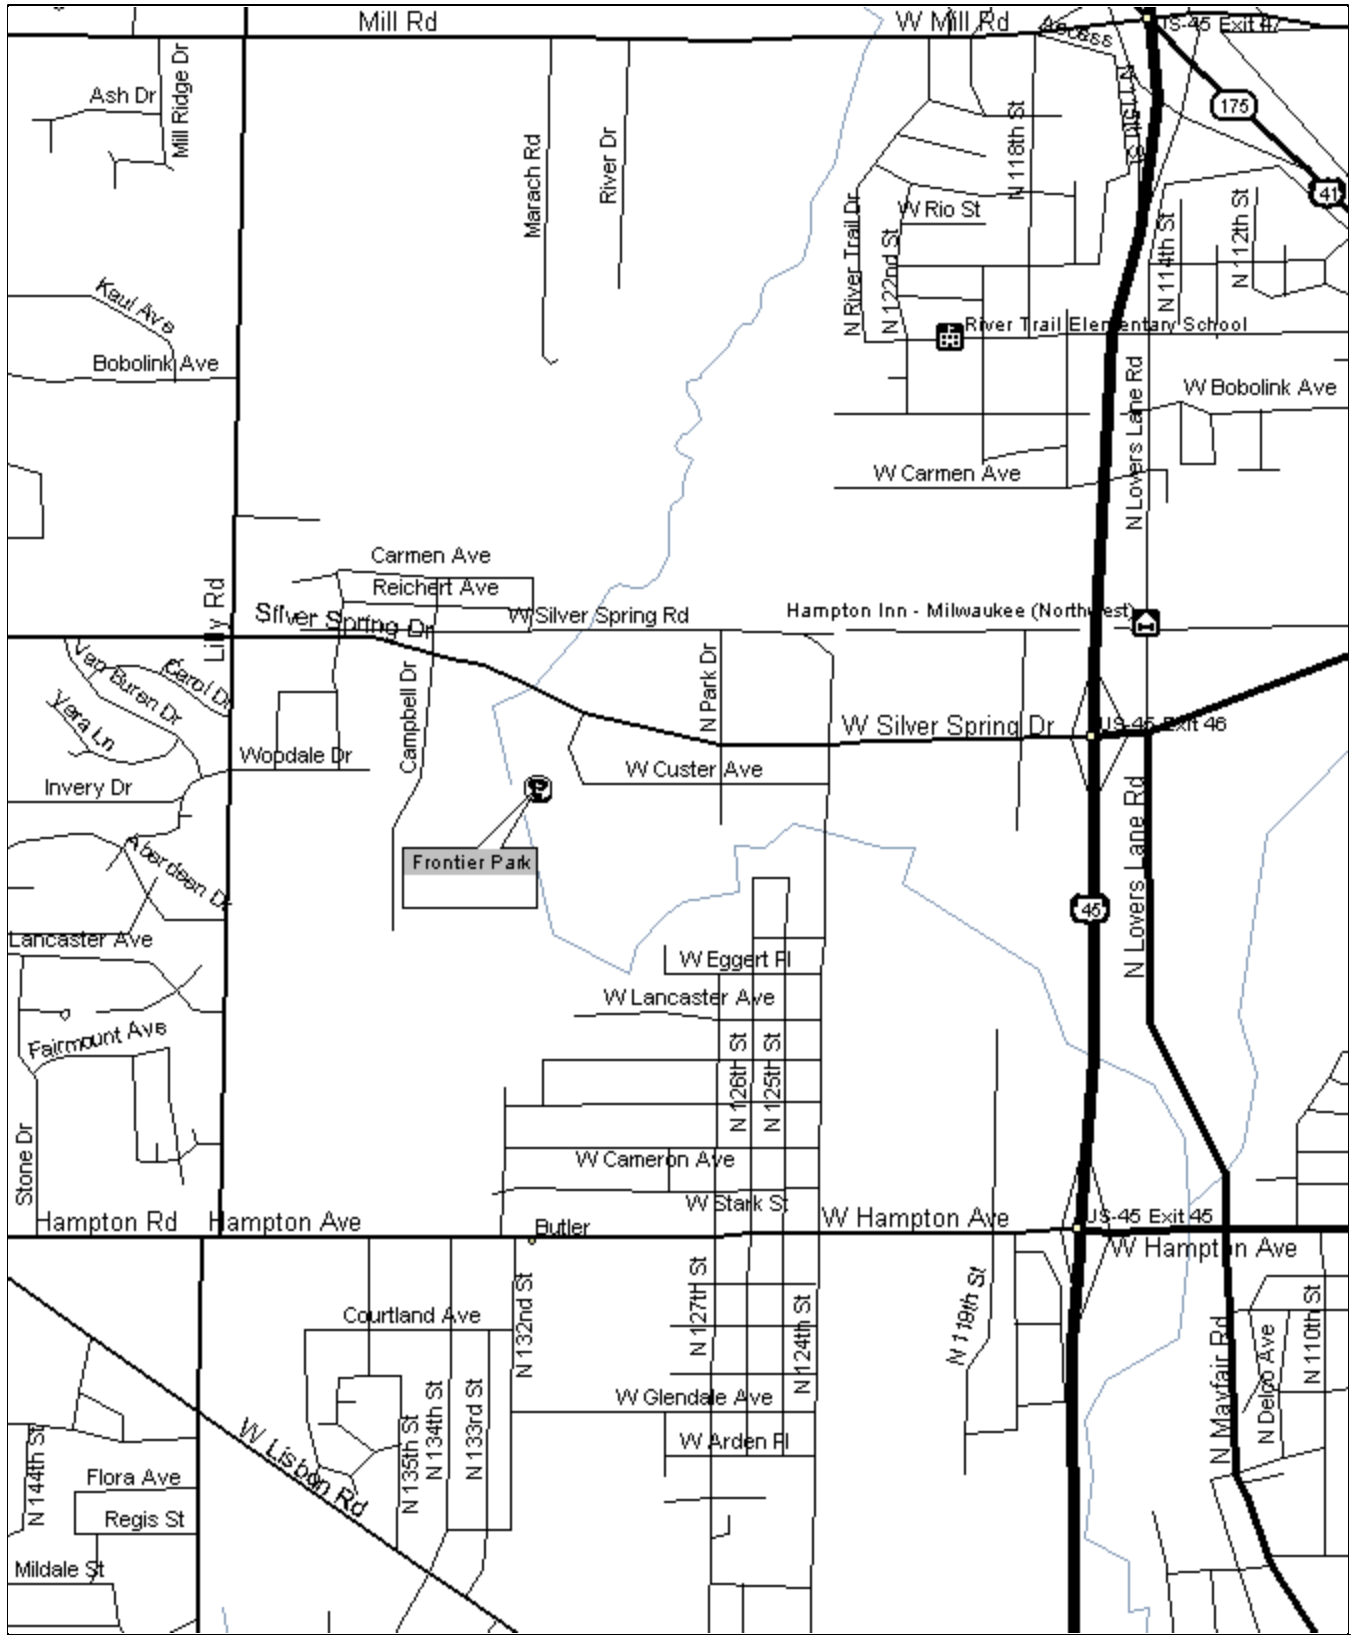 Mill Rd
W Mill Rd
Access
US-45 Exit 47
Ash Dr
Mill Ridge Dr
175
Marach Rd
River Dr
N 118th St
N 115th St
41
N River Trail Dr
W Rio St
N 122nd St
N 114th St
N 112th St
Kaul Ave
River Trail Elementary School
Bobolink Ave
W Bobolink Ave
N Lovers Lane Rd
W Carmen Ave
Carmen Ave
Reichert Ave
Lilly Rd
Silver Spring Dr
W Silver Spring Rd
Hampton Inn - Milwaukee (Northwest)
Van Buren Dr
Carol Dr
Vera Ln
Campbell Dr
N Park Dr
W Silver Spring Dr
US-45 Exit 46
Woodale Dr
W Custer Ave
Invery Dr
N Lovers Lane Rd
Frontier Park
Aberdeen Dr
45
Lancaster Ave
W Eggert Pl
W Lancaster Ave
Fairmount Ave
N 126th St
N 125th St
Stone Dr
W Cameron Ave
W Stark St
Hampton Rd
Hampton Ave
Butler
W Hampton Ave
US-45 Exit 45
W Hampton Ave
N 132nd St
N 127th St
N 124th St
N 119th St
Courtland Ave
N Mayfair Rd
N Delco Ave
N 110th St
W Glendale Ave
N 144th St
W Lisbon Rd
N 135th St
N 134th St
N 133rd St
W Arden Pl
Flora Ave
Regis St
Mildale St